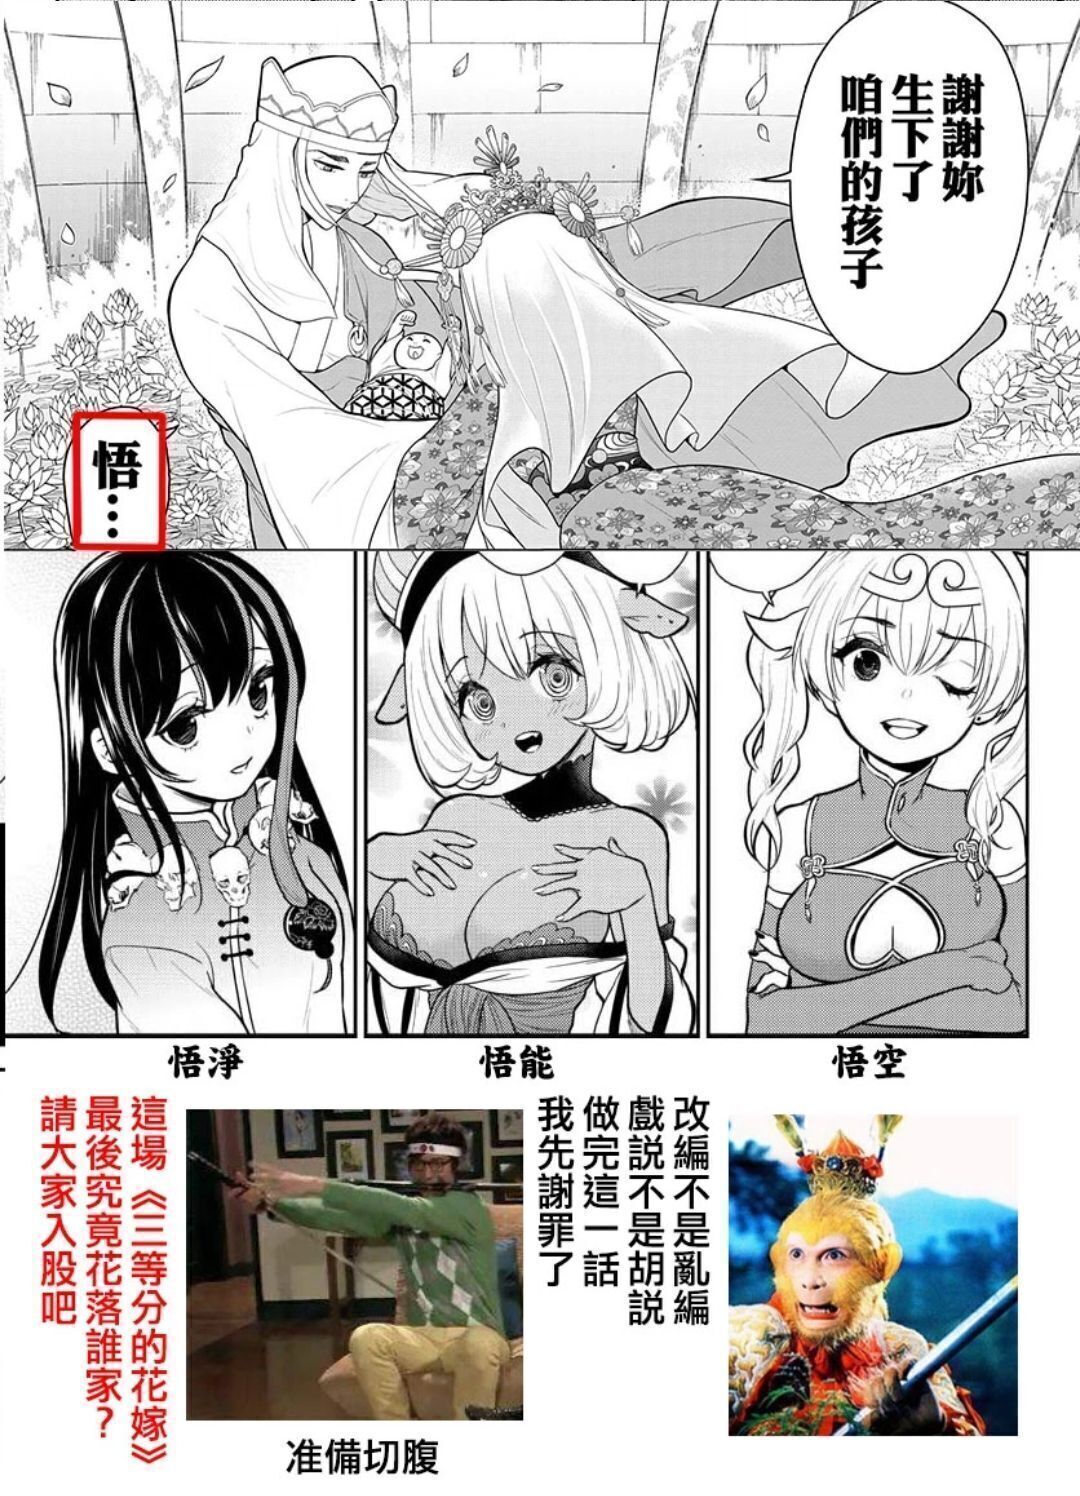 謝謝妳
生下了
咱們的孩子
悟…
悟空
悟能
悟淨
改編不是亂編
戲說不是胡說
做完這一話
我先謝罪了
准備切腹
這場《三等分的花嫁》
最後究竟花落誰家？
請大家入股吧